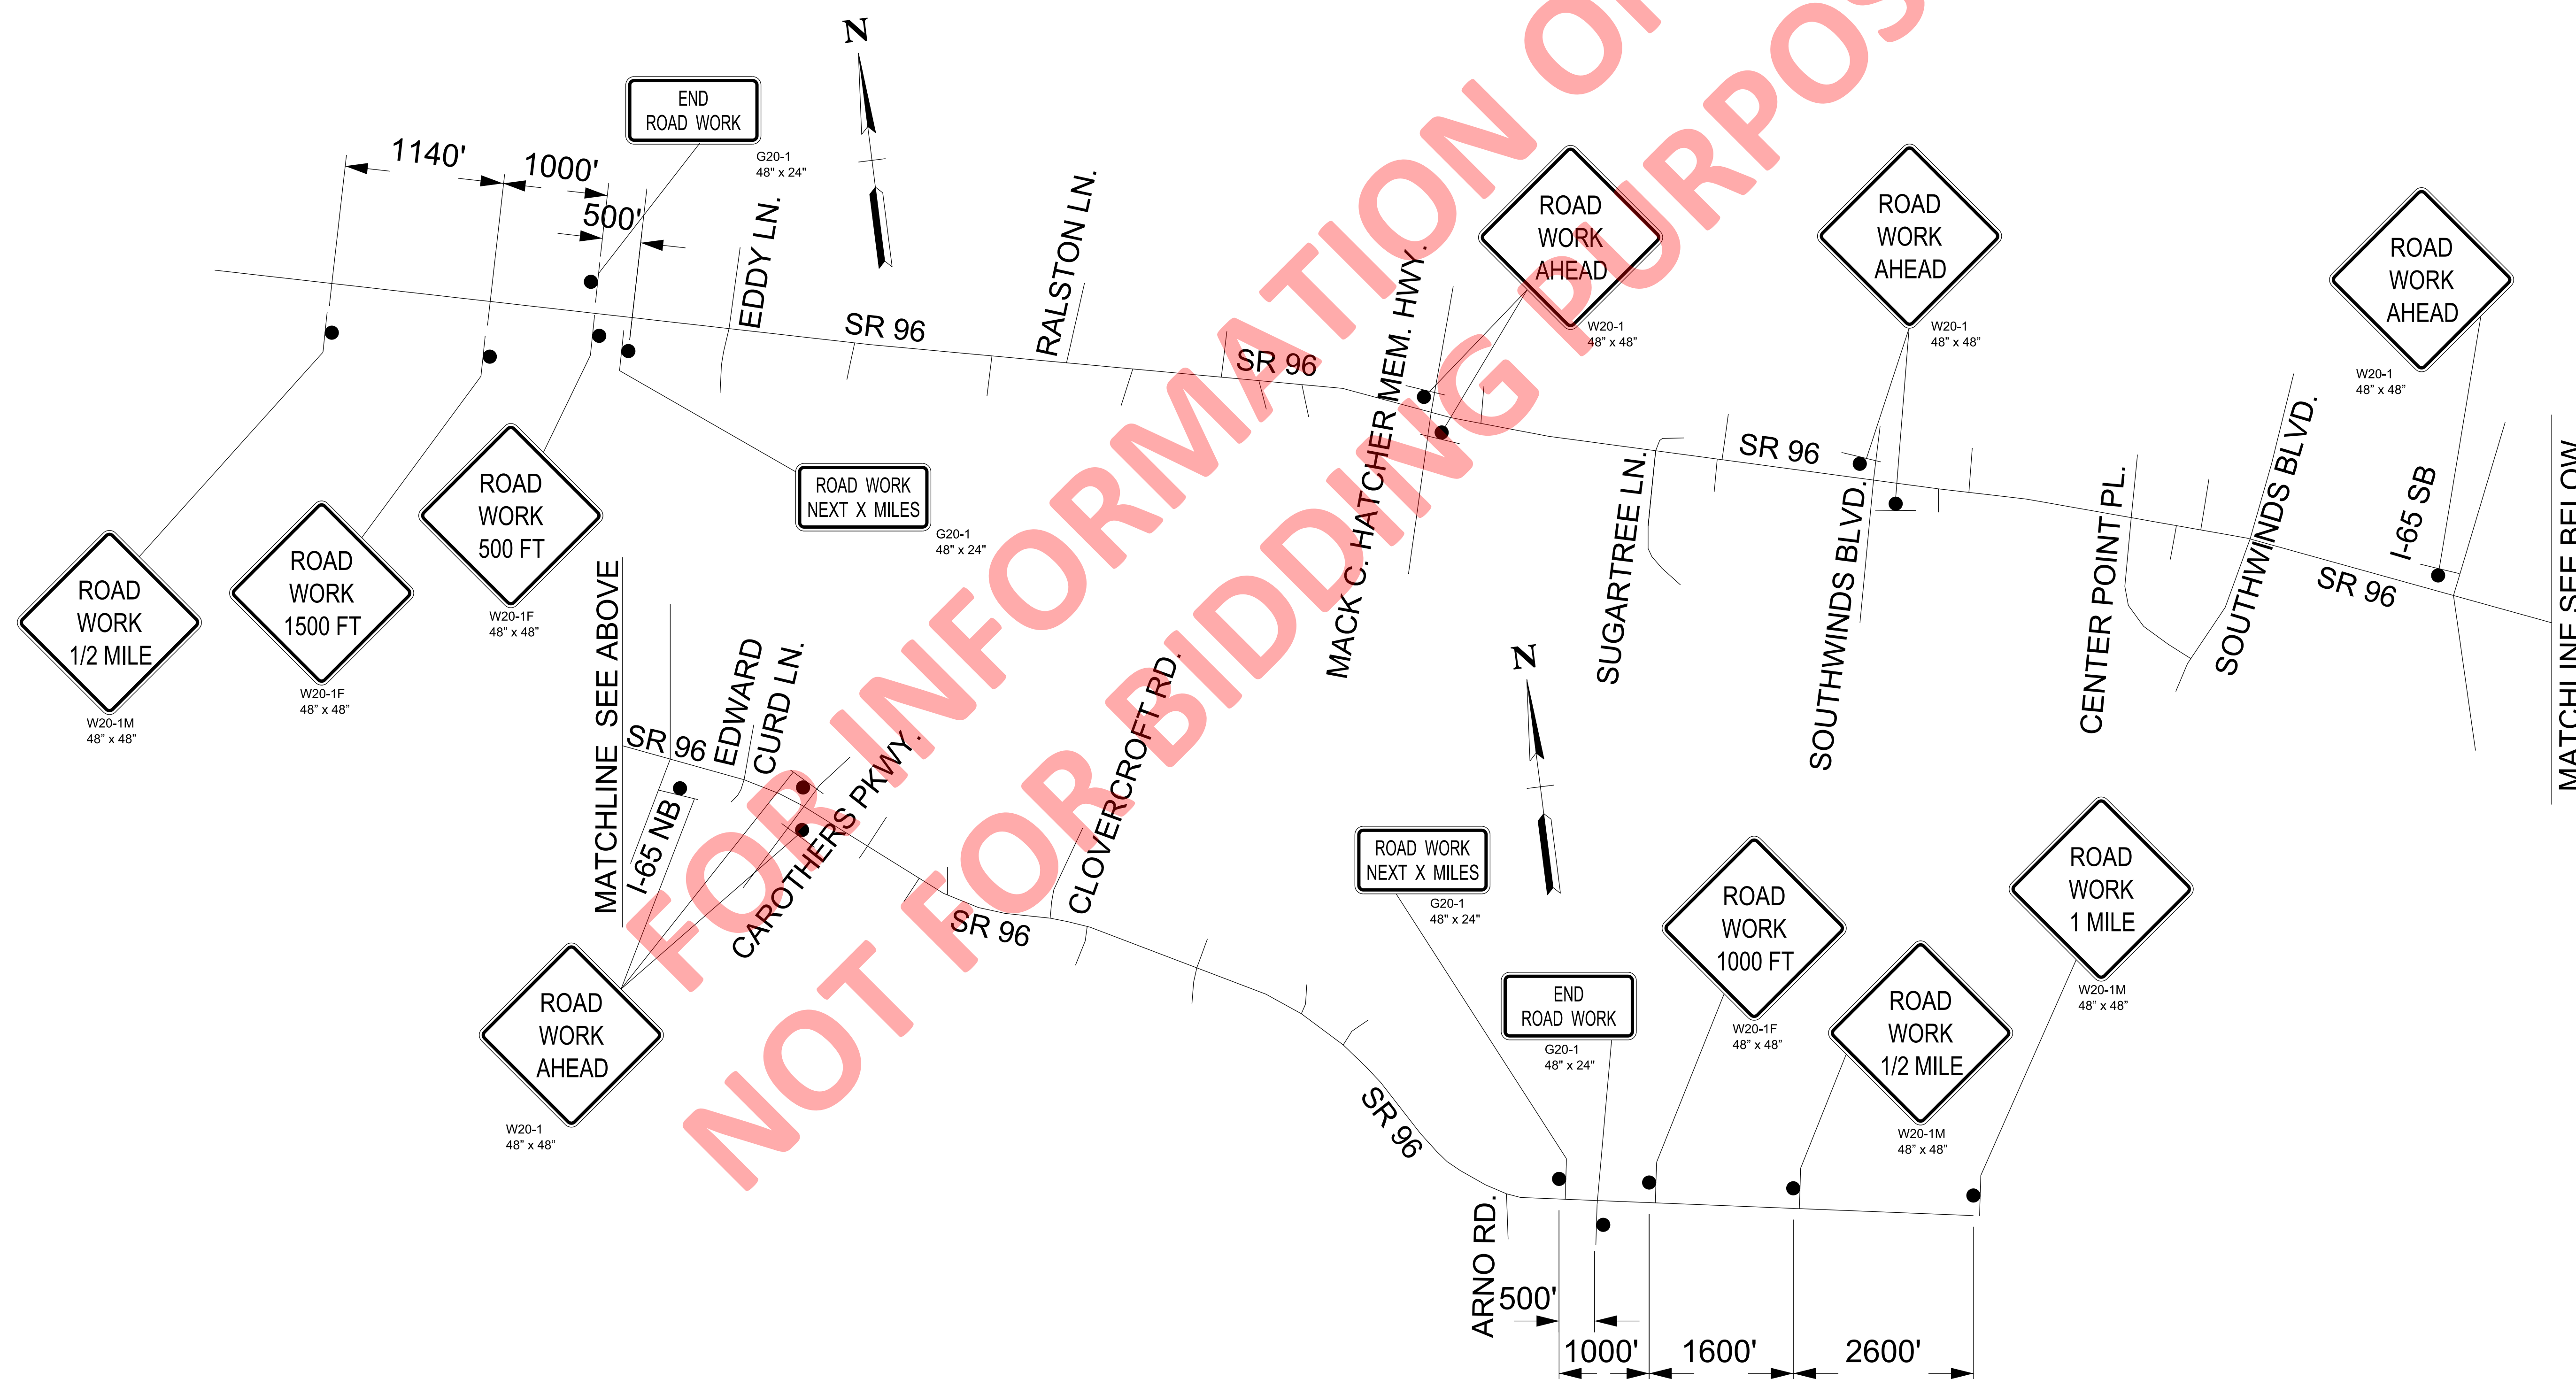 N
END
ROAD WORK
G20-1
48" x 24"
1140'
1000'
500'
EDDY LN.
SR 96
RALSTON LN.
SR 96
MACK C. HATCHER MEM. HWY.
ROAD
WORK
AHEAD
W20-1
48" x 48"
ROAD
WORK
AHEAD
W20-1
48" x 48"
ROAD
WORK
AHEAD
W20-1
48" x 48"
SUGARTREE LN.
SR 96
SOUTHWINDS BLVD.
CENTER POINT PL.
SOUTHWINDS BLVD.
SR 96
I-65 SB
MATCHLINE SEE BELOW
ROAD
WORK
1/2 MILE
W20-1M
48" x 48"
ROAD
WORK
1500 FT
W20-1F
48" x 48"
ROAD
WORK
500 FT
W20-1F
48" x 48"
ROAD WORK
NEXT X MILES
G20-1
48" x 24"
MATCHLINE SEE ABOVE
SR 96
I-65 NB
EDWARD
CURD LN.
CAROTHERS PKWY.
SR 96
CLOVERCROFT RD.
ROAD
WORK
AHEAD
W20-1
48" x 48"
N
ROAD WORK
NEXT X MILES
G20-1
48" x 24"
END
ROAD WORK
G20-1
48" x 24"
ROAD
WORK
1000 FT
W20-1F
48" x 48"
ROAD
WORK
1/2 MILE
W20-1M
48" x 48"
ROAD
WORK
1 MILE
W20-1M
48" x 48"
SR 96
ARNO RD.
500'
1000'
1600'
2600'
FOR INFORMATION
NOT FOR BIDDING